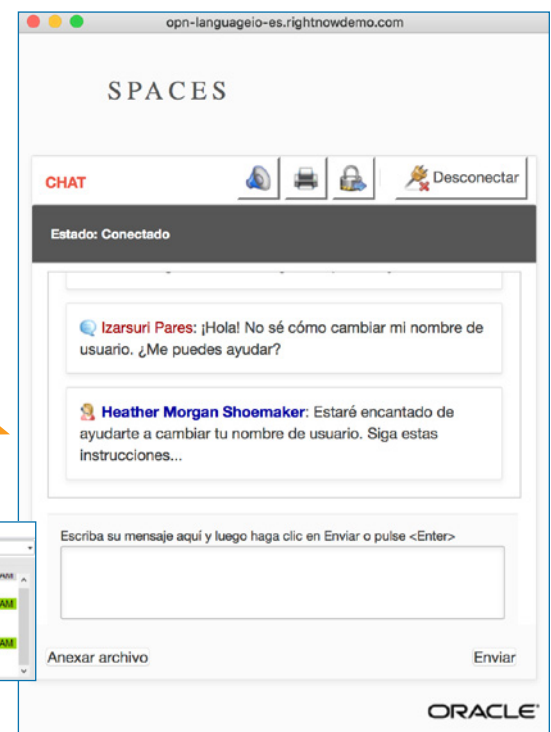 opn-languageio-es.rightnowdemo.com
SPACES
CHAT
Desconectar
Estado: Conectado
Izarsuri Pares: ¡Hola! No sé cómo cambiar mi nombre de
usuario. ¿Me puedes ayudar?
Heather Morgan Shoemaker: Estaré encantado de
ayudarte a cambiar tu nombre de usuario. Siga estas
instrucciones...
Escriba su mensaje aquí y luego haga clic en Enviar o pulse <Enter>
AM
AM
Anexar archivo
Enviar
ORACLE